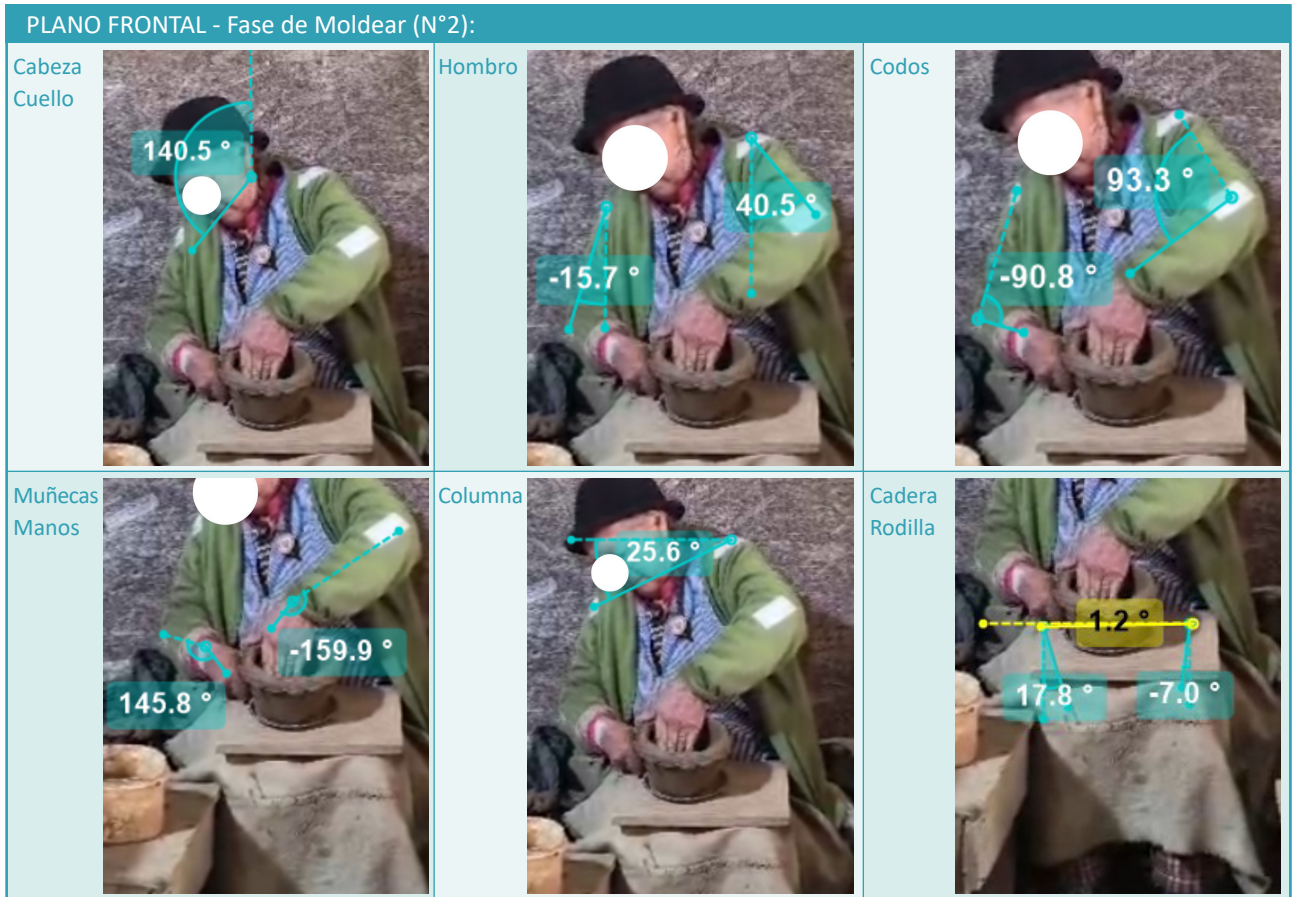 PLANO FRONTAL - Fase de Moldear (N°2):
Cabeza
Cuello
140.5 °
Hombro
40.5 °
-15.7 °
Codos
93.3 °
-90.8 °
Muñecas
Manos
-159.9 °
145.8 °
Columna
25.6 °
Cadera
Rodilla
1.2 °
17.8 °
-7.0 °